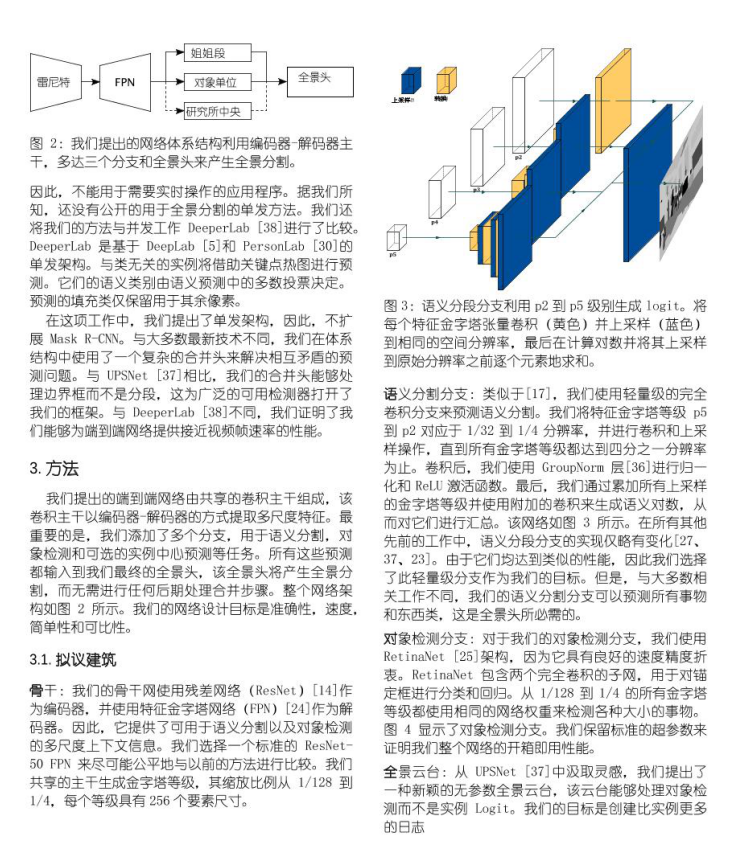 雷尼特
FPN
姐姐段
对象单位
研究所中央
全景头
图 2: 我们提出的网络体系结构利用编码器-解码器主
干，多达三个分支和全景头来产生全景分割。
因此，不能用于需要实时操作的应用程序。据我们所
知，还没有公开的用于全景分割的单发方法。我们还
将我们的方法与并发工作 DeeperLab [38]进行了比较。
DeeperLab 是基于 DeepLab [5]和 PersonLab [30]的
单发架构。与类无关的实例将借助关键点热图进行预
测。它们的语义类别由语义预测中的多数投票决定。
预测的填充类仅保留用于其余像素。
在这项工作中，我们提出了单发架构，因此，不扩
展 Mask R-CNN。与大多数最新技术不同，我们在体系
结构中使用了一个复杂的合并头来解决相互矛盾的预
测问题。与 UPSNet [37]相比，我们的合并头能够处
理边界框而不是分段，这为广泛的可用检测器打开了
我们的框架。与 DeeperLab [38]不同，我们证明了我
们能够为端到端网络提供接近视频帧速率的性能。
3. 方法
我们提出的端到端网络由共享的卷积主干组成，该
卷积主干以编码器-解码器的方式提取多尺度特征。最
重要的是，我们添加了多个分支，用于语义分割，对
象检测和可选的实例中心预测等任务。所有这些预测
都输入到我们最终的全景头，该全景头将产生全景分
割，而无需进行任何后期处理合并步骤。整个网络架
构如图 2 所示。我们的网络设计目标是准确性，速度，
简单性和可比性。
3.1. 拟议建筑
骨干：我们的骨干网使用残差网络（ResNet）[14]作
为编码器，并使用特征金字塔网络（FPN）[24]作为解
码器。因此，它提供了可用于语义分割以及对象检测
的多尺度上下文信息。我们选择一个标准的 ResNet-
50 FPN 来尽可能公平地与以前的方法进行比较。我们
共享的主干生成金字塔等级，其缩放比例从 1/128 到
1/4，每个等级具有 256 个要素尺寸。
上采样!!
转换
p2
p3
p4
p5
图 3: 语义分段分支利用 p2 到 p5 级别生成 logit。将
每个特征金字塔张量卷积（黄色）并上采样（蓝色）
到相同的空间分辨率，最后在计算对数并将其上采样
到原始分辨率之前逐个元素地求和。
语义分割分支：类似于[17]，我们使用轻量级的完全
卷积分支来预测语义分割。我们将特征金字塔等级 p5
到 p2 对应于 1/32 到 1/4 分辨率，并进行卷积和上采
样操作，直到所有金字塔等级都达到四分之一分辨率
为止。卷积后，我们使用 GroupNorm 层[36]进行归一
化和 ReLU 激活函数。最后，我们通过累加所有上采样
的金字塔等级并使用附加的卷积来生成语义对数，从
而对它们进行汇总。该网络如图 3 所示。在所有其他
先前的工作中，语义分段分支的实现仅略有变化[27、
37、23]。由于它们均达到类似的性能，因此我们选择
了此轻量级分支作为我们的目标。但是，与大多数相
关工作不同，我们的语义分割分支可以预测所有事物
和东西类，这是全景头所必需的。
对象检测分支：对于我们的对象检测分支，我们使用
RetinaNet [25]架构，因为它具有良好的速度精度折
衷。RetinaNet 包含两个完全卷积的子网，用于对锚
定框进行分类和回归。从 1/128 到 1/4 的所有金字塔
等级都使用相同的网络权重来检测各种大小的事物。
图 4 显示了对象检测分支。我们保留标准的超参数来
证明我们整个网络的开箱即用性能。
全景云台：从 UPSNet [37]中汲取灵感，我们提出了
一种新颖的无参数全景云台，该云台能够处理对象检
测而不是实例 Logit。我们的目标是创建比实例更多
的日志